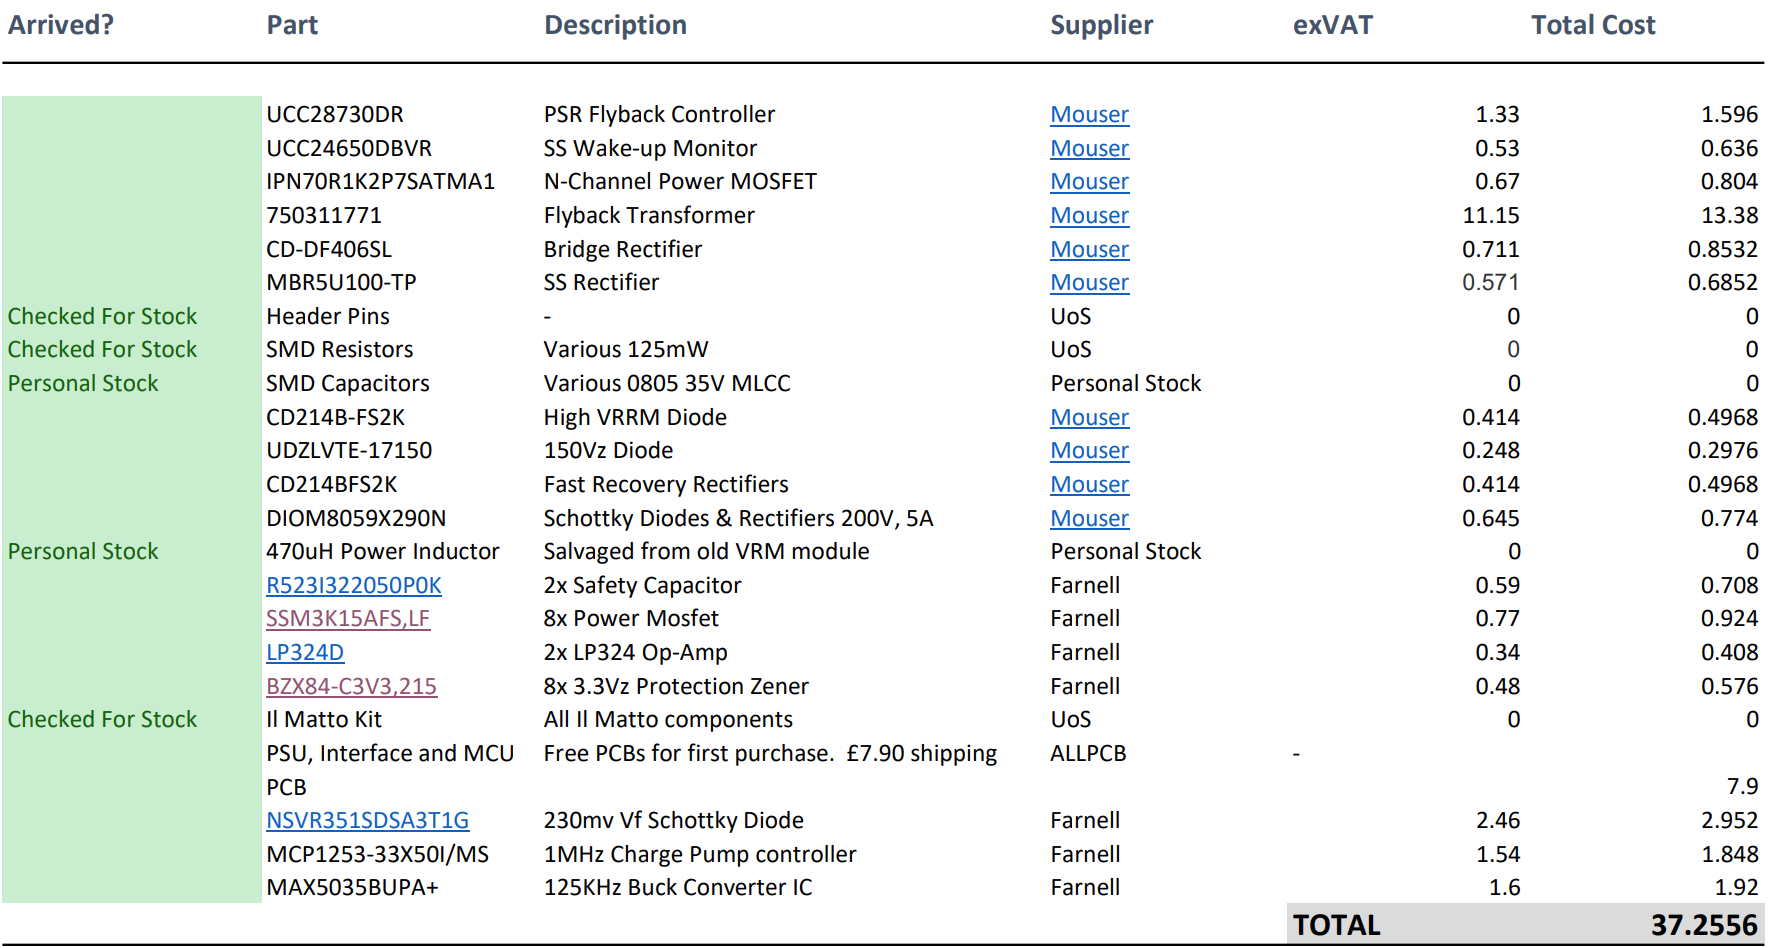 Arrived? Part Description Supplier exVAT Total Cost
UCC28730DR PSR Flyback Controller Mouser 1.33 1.596
UCC24650DBVR SS Wake-up Monitor Mouser 0.53 0.636
IPN70R1K2P7SATMA1 N-Channel Power MOSFET Mouser 0.67 0.804
750311771 Flyback Transformer Mouser 11.15 13.38
CD-DF406SL Bridge Rectifier Mouser 0.711 0.8532
MBR5U100-TP SS Rectifier Mouser 0.571 0.6852
Checked For Stock Header Pins - UoS 0 0
Checked For Stock SMD Resistors Various 125mW UoS 0 0
Personal Stock SMD Capacitors Various 0805 35V MLCC Personal Stock 0 0
CD214B-FS2K High VRRM Diode Mouser 0.414 0.4968
UDZLVTE-17150 150Vz Diode Mouser 0.248 0.2976
CD214BFS2K Fast Recovery Rectifiers Mouser 0.414 0.4968
DIOM8059X290N Schottky Diodes & Rectifiers 200V, 5A Mouser 0.645 0.774
Personal Stock 470uH Power Inductor Salvaged from old VRM module Personal Stock 0 0
R523I322050P0K 2x Safety Capacitor Farnell 0.59 0.708
SSM3K15AFS,LF 8x Power Mosfet Farnell 0.77 0.924
LP324D 2x LP324 Op-Amp Farnell 0.34 0.408
BZX84-C3V3,215 8x 3.3Vz Protection Zener Farnell 0.48 0.576
Checked For Stock Il Matto Kit All Il Matto components UoS 0 0
PSU, Interface and MCU Free PCBs for first purchase. £7.90 shipping ALLPCB -
PCB 7.9
NSVR351SDSA3T1G 230mv Vf Schottky Diode Farnell 2.46 2.952
MCP1253-33X50I/MS 1MHz Charge Pump controller Farnell 1.54 1.848
MAX5035BUPA+ 125KHz Buck Converter IC Farnell 1.6 1.92
TOTAL 37.2556